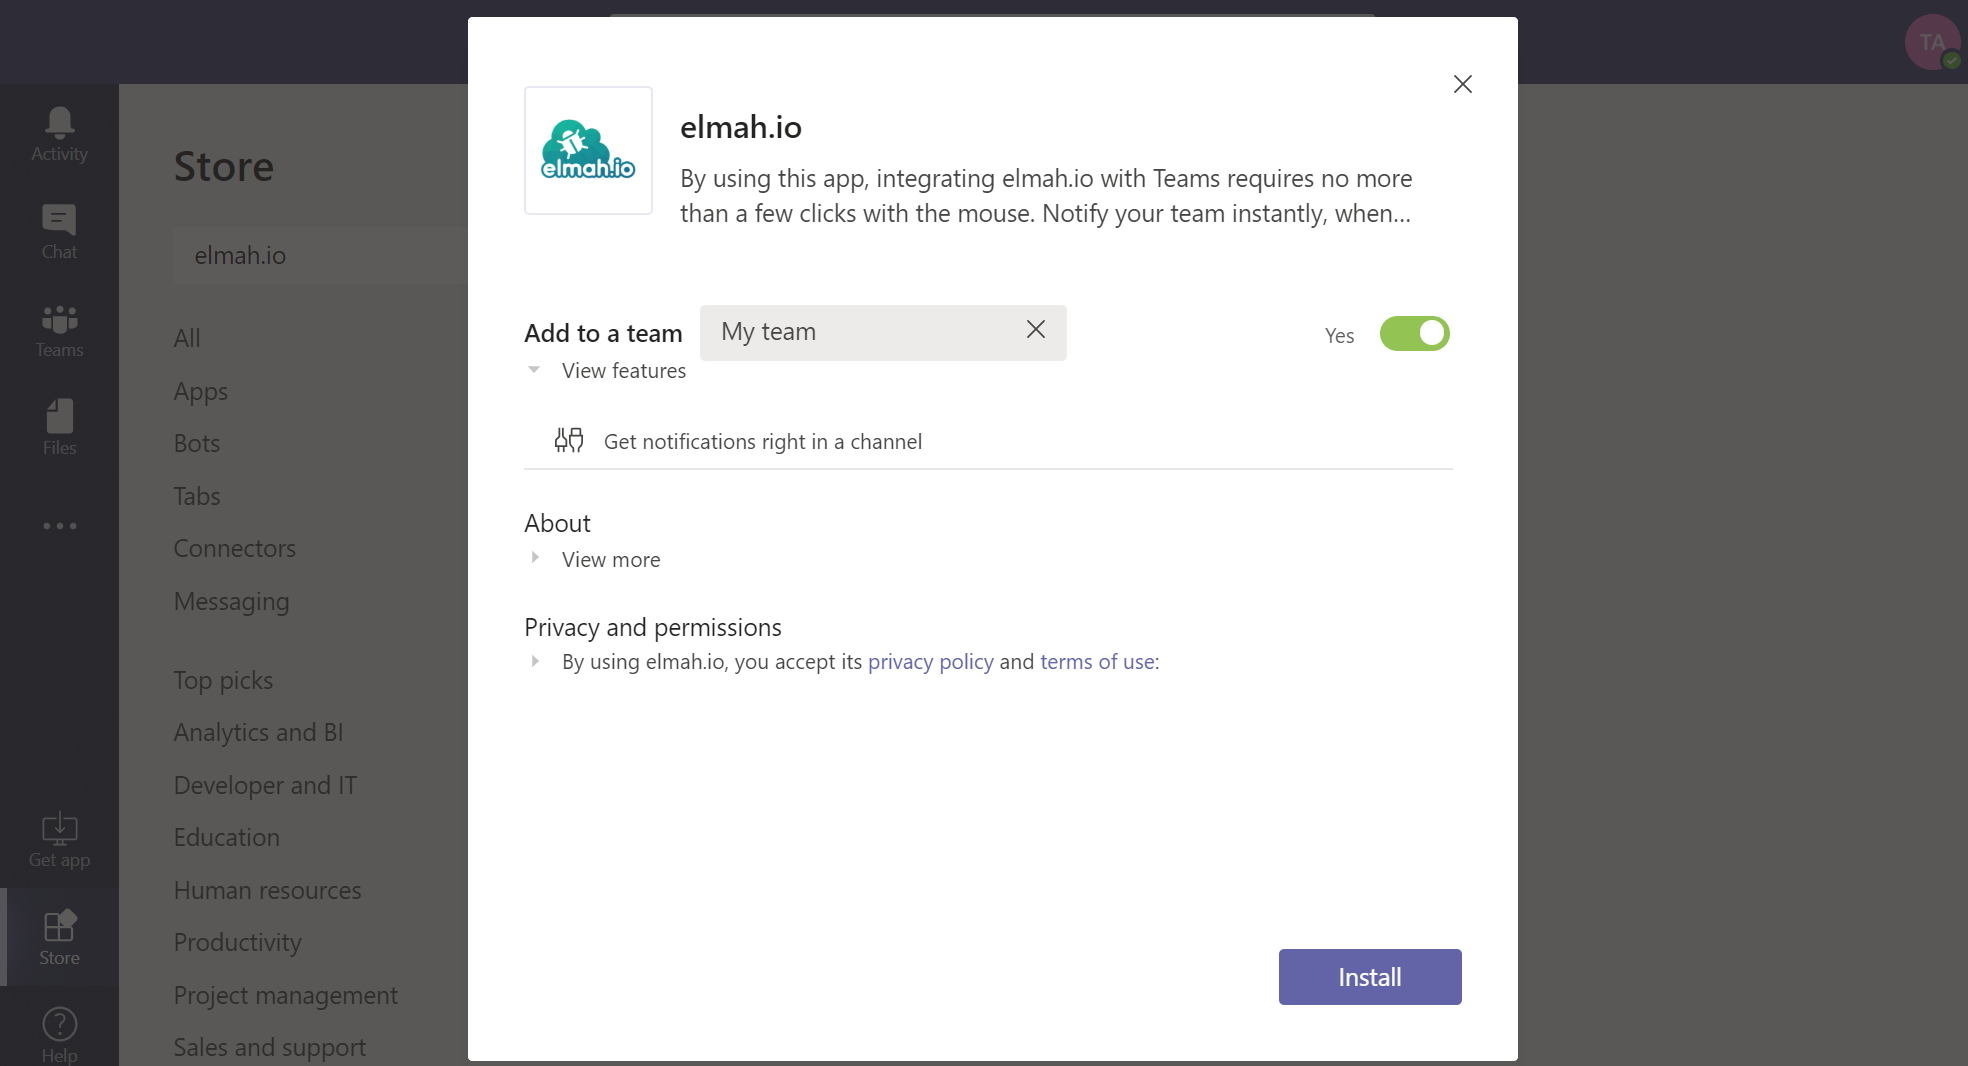 TA
Activity
Chat
Teams
Files
Get app
Store
Help
Store
elmah.io
All
Apps
Bots
Tabs
Connectors
Messaging
Top picks
Analytics and BI
Developer and IT
Education
Human resources
Productivity
Project management
Sales and support
elmah.io
elmah.io
By using this app, integrating elmah.io with Teams requires no more
than a few clicks with the mouse. Notify your team instantly, when...
Add to a team
My team
Yes
View features
Get notifications right in a channel
About
View more
Privacy and permissions
By using elmah.io, you accept its privacy policy and terms of use:
Install